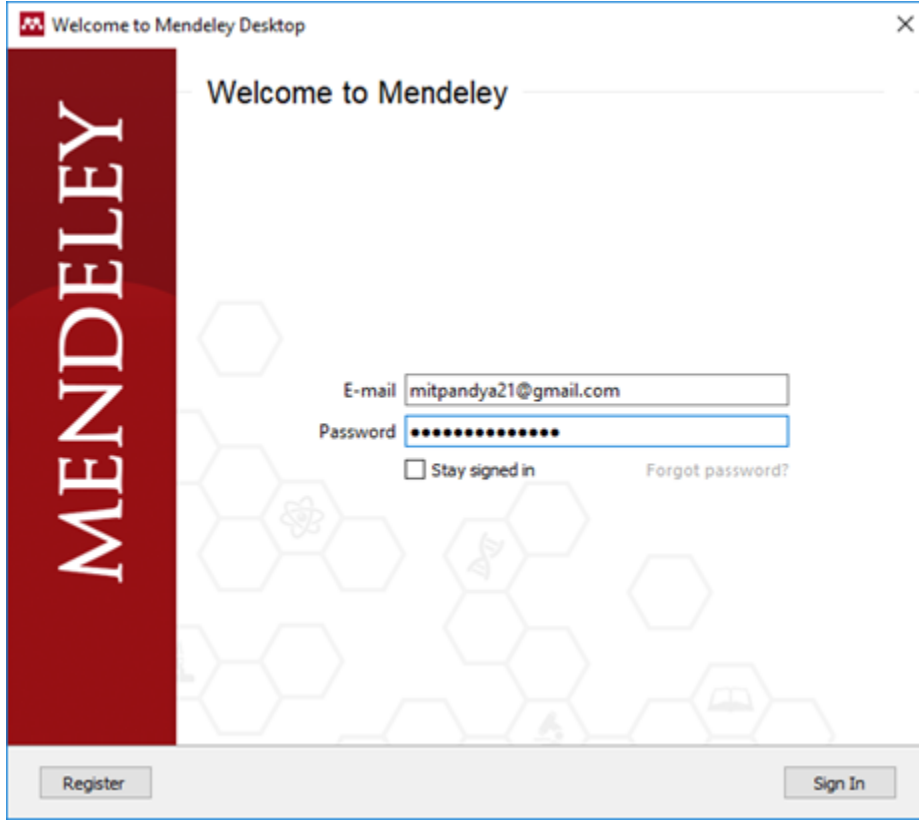 Welcome to Mendeley Desktop
MENDELEY
Welcome to Mendeley
E-mail mitpandya21@gmail.com
Password ••••••••••••••
Stay signed in Forgot password?
Register Sign In